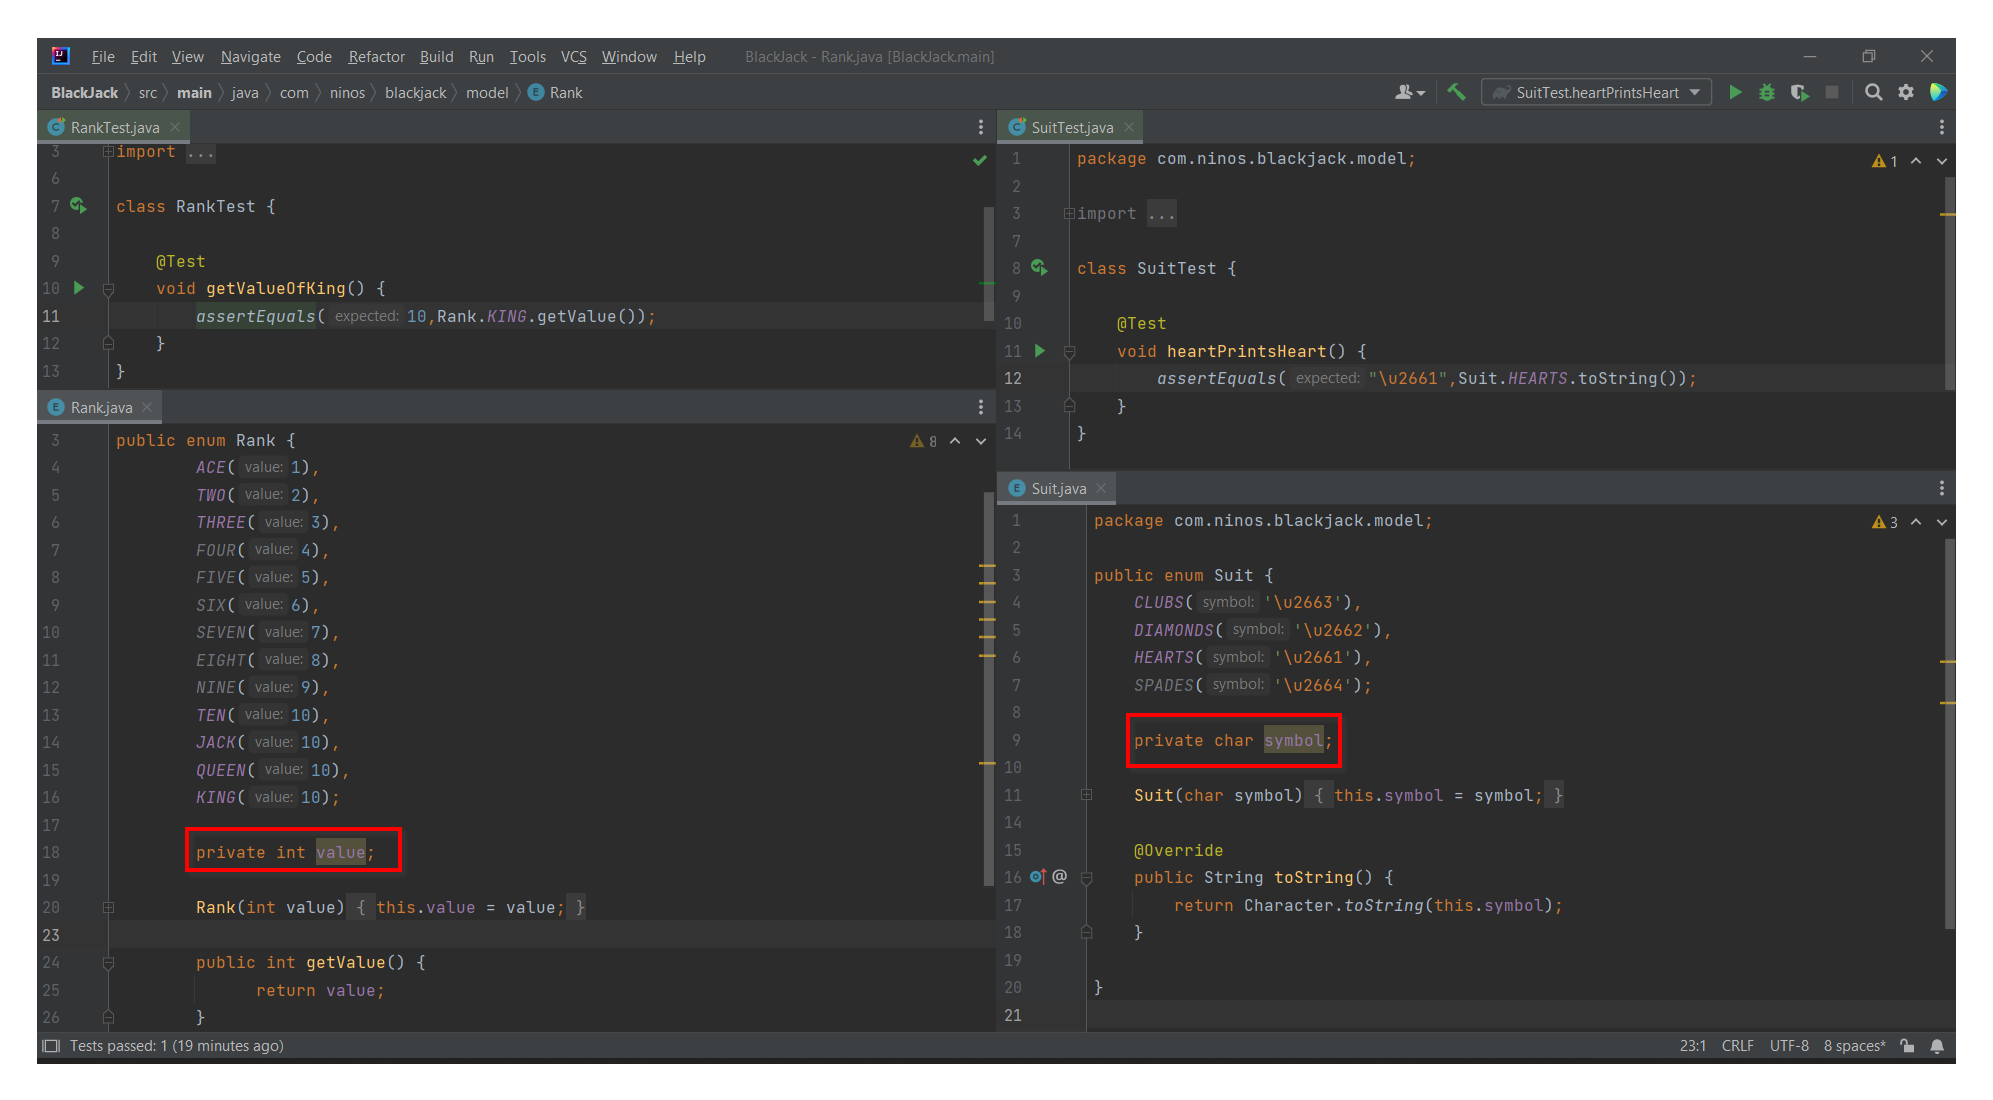 File Edit View Navigate Code Refactor Build Run Tools VCS Window Help BlackJack - Rank.java [BlackJack.main]
BlackJack src main java com ninos blackjack model Rank SuitTest.heartPrintsHeart
RankTest.java
3 import ...
6
7 class RankTest {
8
9 @Test
10 void getValueOfKing() {
11 assertEquals( expected: 10,Rank.KING.getValue());
12 }
13 }
Rank.java
3 public enum Rank { 8
4 ACE( value: 1),
5 TWO( value: 2),
6 THREE( value: 3),
7 FOUR( value: 4),
8 FIVE( value: 5),
9 SIX( value: 6),
10 SEVEN( value: 7),
11 EIGHT( value: 8),
12 NINE( value: 9),
13 TEN( value: 10),
14 JACK( value: 10),
15 QUEEN( value: 10),
16 KING( value: 10);
17
18 private int value;
19
20 Rank(int value) { this.value = value; }
23
24 public int getValue() {
25 return value;
26 }
SuitTest.java
1 package com.ninos.blackjack.model; 1
2
3 import ...
7
8 class SuitTest {
9
10 @Test
11 void heartPrintsHeart() {
12 assertEquals( expected: "\u2661",Suit.HEARTS.toString());
13 }
14 }
Suit.java
1 package com.ninos.blackjack.model; 3
2
3 public enum Suit {
4 CLUBS( symbol: '\u2663'),
5 DIAMONDS( symbol: '\u2662'),
6 HEARTS( symbol: '\u2661'),
7 SPADES( symbol: '\u2664');
8
9 private char symbol;
10
11 Suit(char symbol) { this.symbol = symbol; }
14
15 @Override
16 @ public String toString() {
17 return Character.toString(this.symbol);
18 }
19
20 }
21
Tests passed: 1 (19 minutes ago) 23:1 CRLF UTF-8 8 spaces*